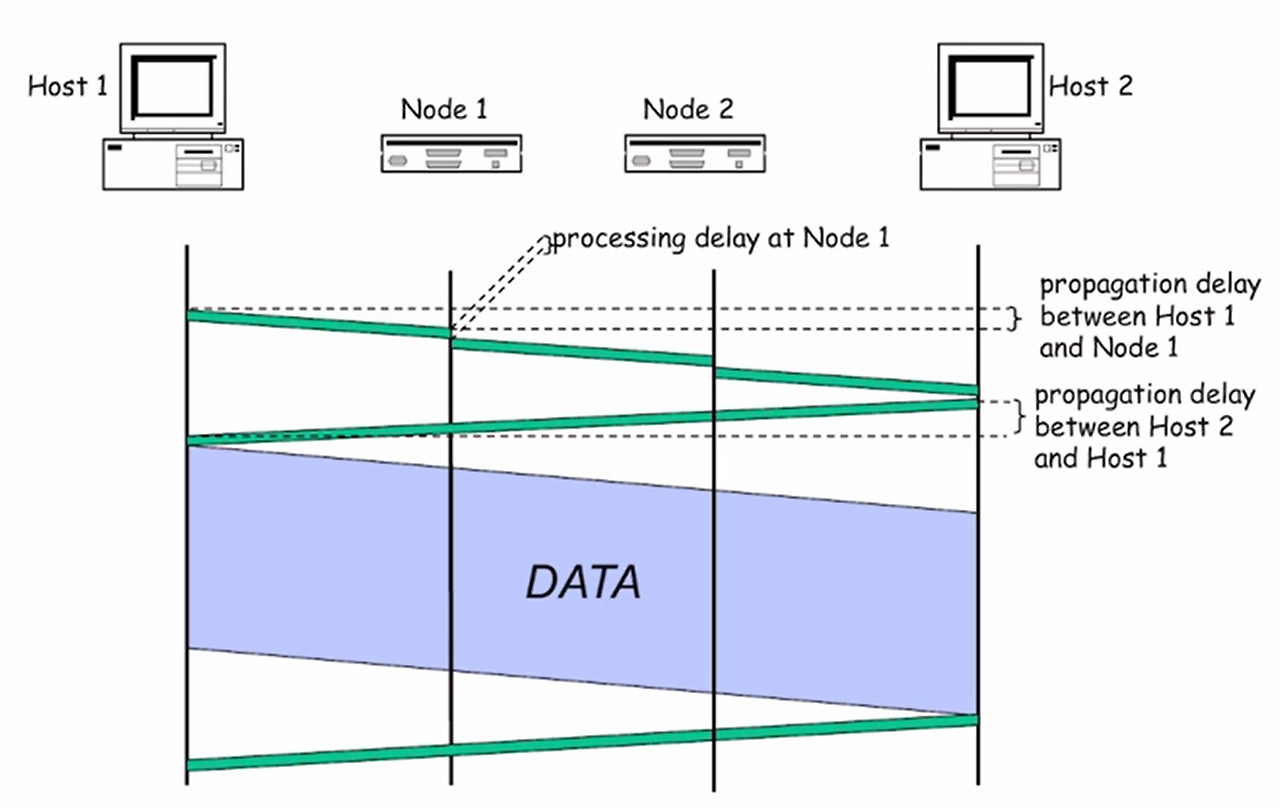 Host 1
Node 1
Node 2
Host 2
processing delay at Node 1
propagation delay
between Host 1
and Node 1
propagation delay
between Host 2
and Host 1
DATA